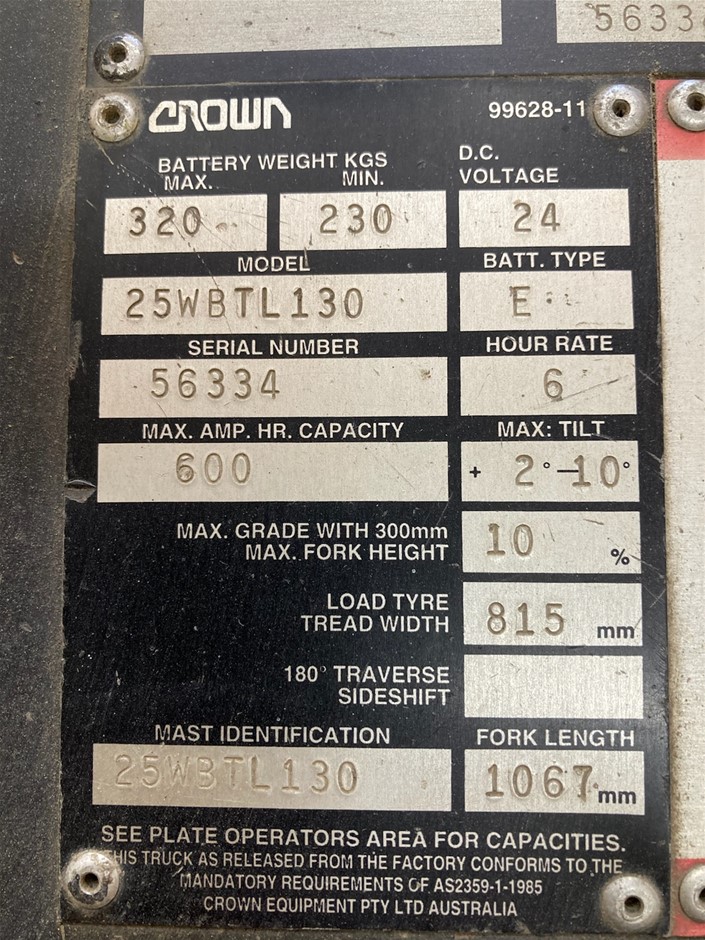 5633
CROWN 99628-11
BATTERY WEIGHT KGS D.C.
MAX. MIN. VOLTAGE
320 230 24
MODEL BATT. TYPE
25WBTL130 E
SERIAL NUMBER HOUR RATE
56334 6
MAX. AMP. HR. CAPACITY MAX: TILT
600 + 2°-10°
MAX. GRADE WITH 300mm
MAX. FORK HEIGHT 10 %
LOAD TYRE
TREAD WIDTH 815 mm
180° TRAVERSE
SIDESHIFT
MAST IDENTIFICATION FORK LENGTH
25WBTL130 1067 mm
SEE PLATE OPERATORS AREA FOR CAPACITIES.
THIS TRUCK AS RELEASED FROM THE FACTORY CONFORMS TO THE
MANDATORY REQUIREMENTS OF AS2359-1-1985
CROWN EQUIPMENT PTY LTD AUSTRALIA